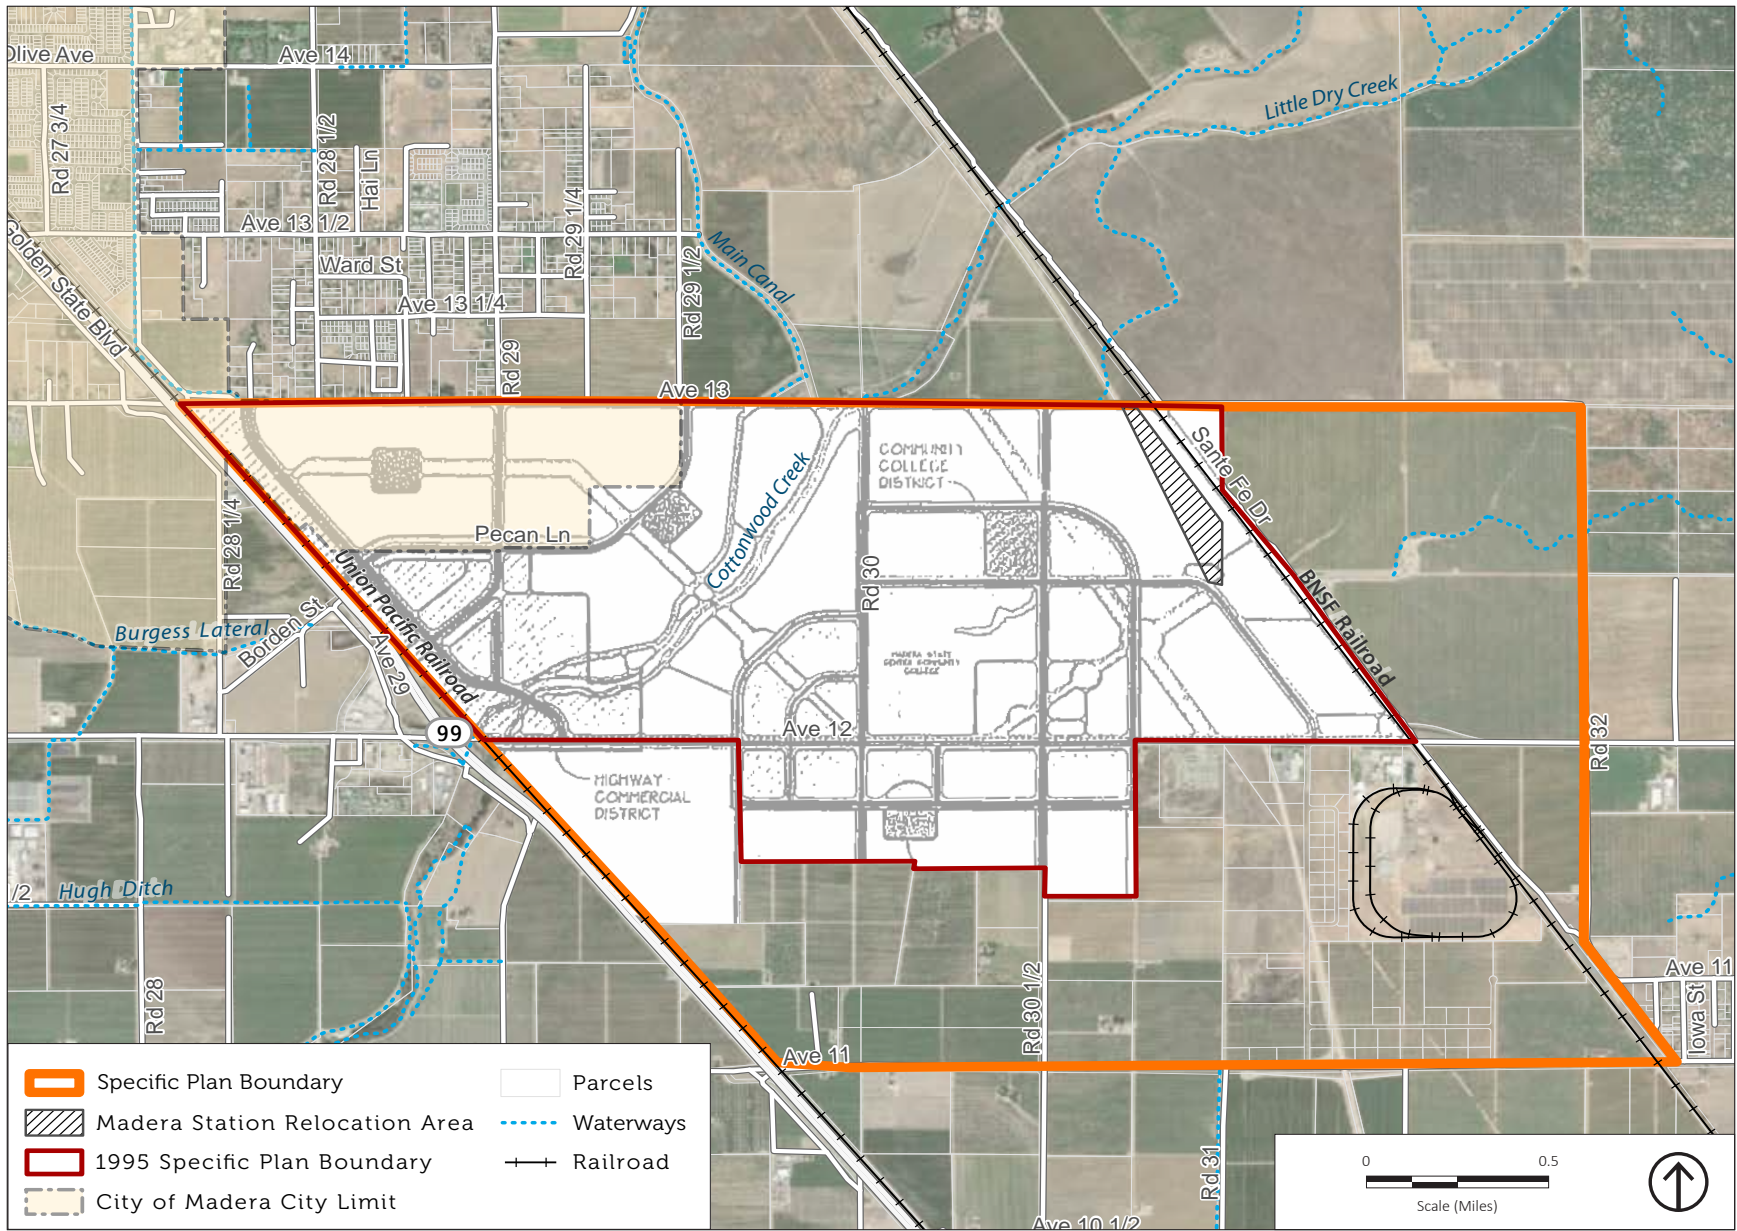 Olive Ave
Ave 14
Rd 27 3/4
Rd 28 1/2
Hai Ln
Little Dry Creek
Ave 13 1/2
Rd 29 1/4
Ward St
Main Canal
Golden State Blvd
Ave 13 1/4
Rd 29 1/2
Rd 29
Ave 13
COMMUNITY
COLLEGE
DISTRICT
Sante Fe Dr
Cottonwood Creek
Rd 28 1/4
Pecan Ln
Rd 30
Union Pacific Railroad
BNSF Railroad
Burgess Lateral
Borden St
Ave 29
MADERA STATE
CENTER COMMUNITY
COLLEGE
99
Ave 12
Rd 32
HIGHWAY
COMMERCIAL
DISTRICT
/2
Hugh Ditch
Rd 28
Rd 30 1/2
Ave 11
Iowa St
Ave 11
Rd 31
Ave 10 1/2
Specific Plan Boundary
Madera Station Relocation Area
1995 Specific Plan Boundary
City of Madera City Limit
Parcels
Waterways
Railroad
0
0.5
Scale (Miles)